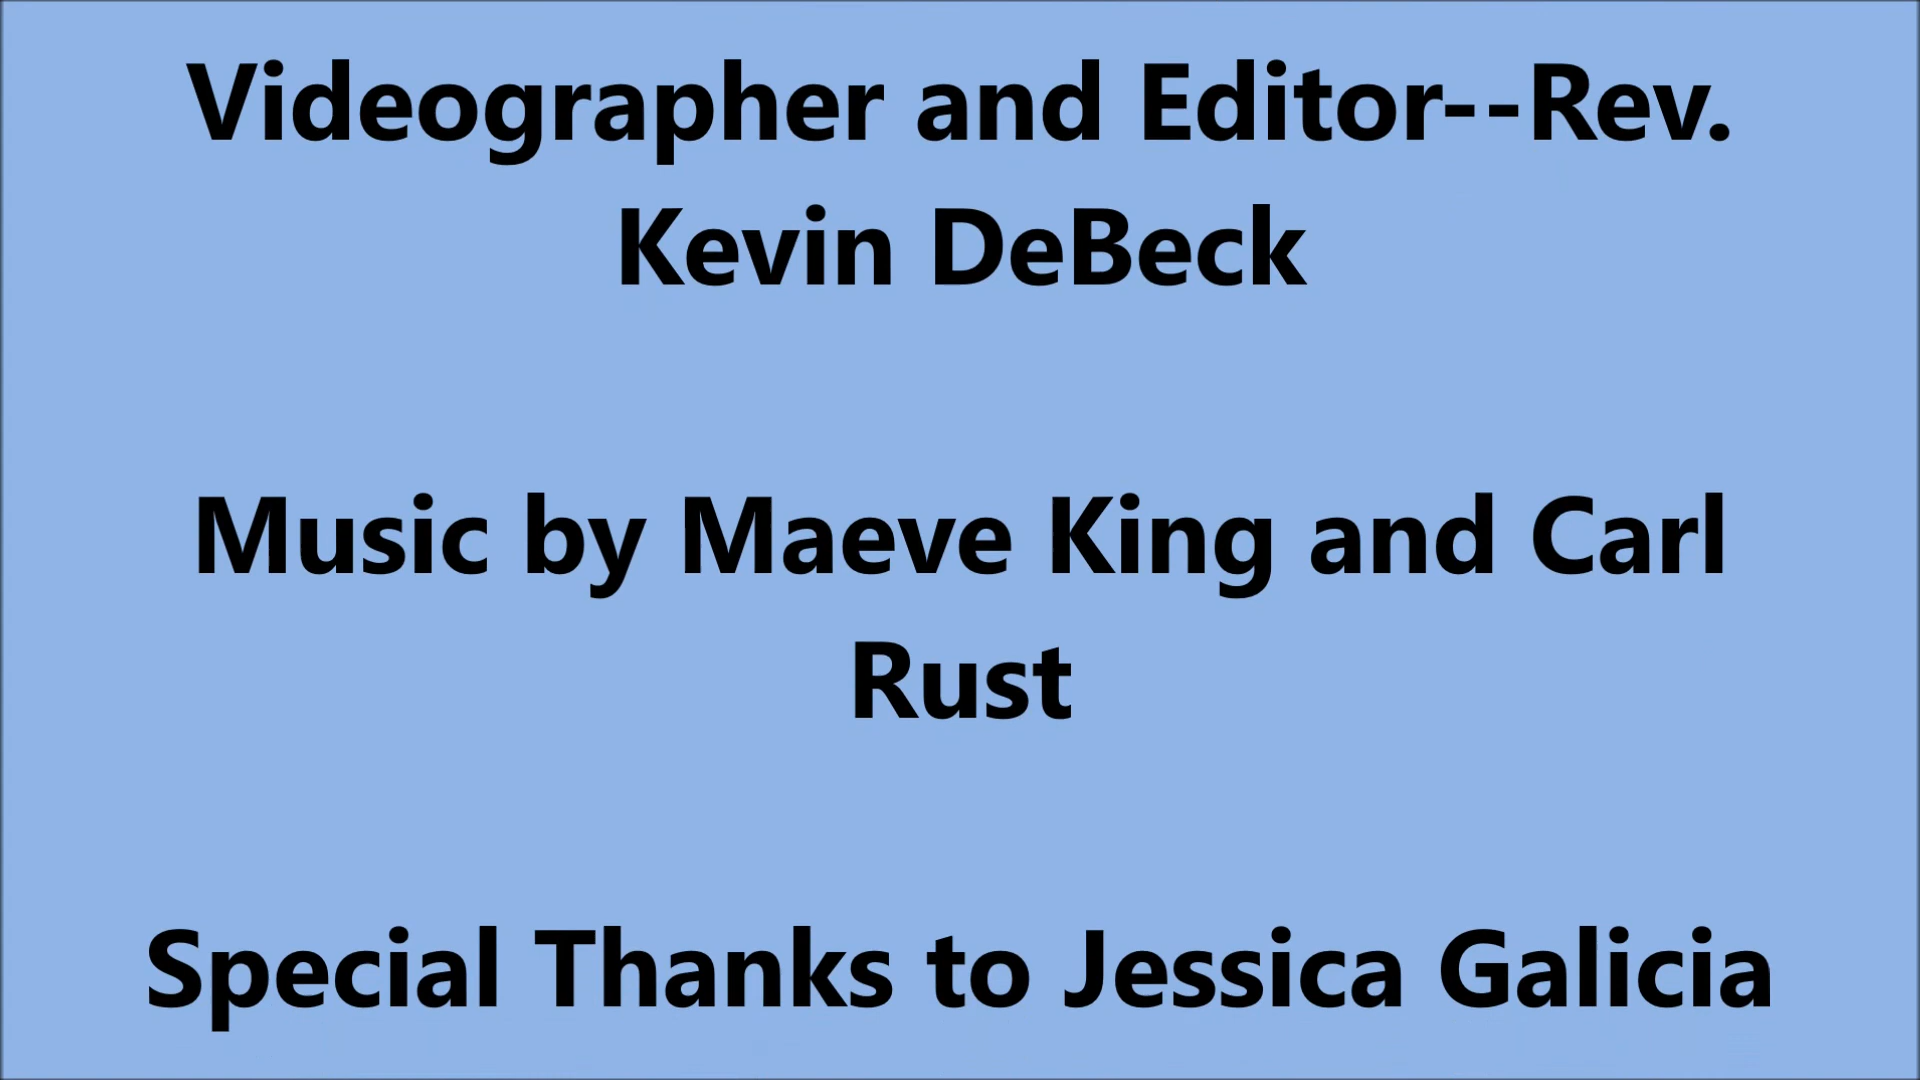 Videographer and Editor--Rev.
Kevin DeBeck
Music by Maeve King and Carl
Rust
Special Thanks to Jessica Galicia